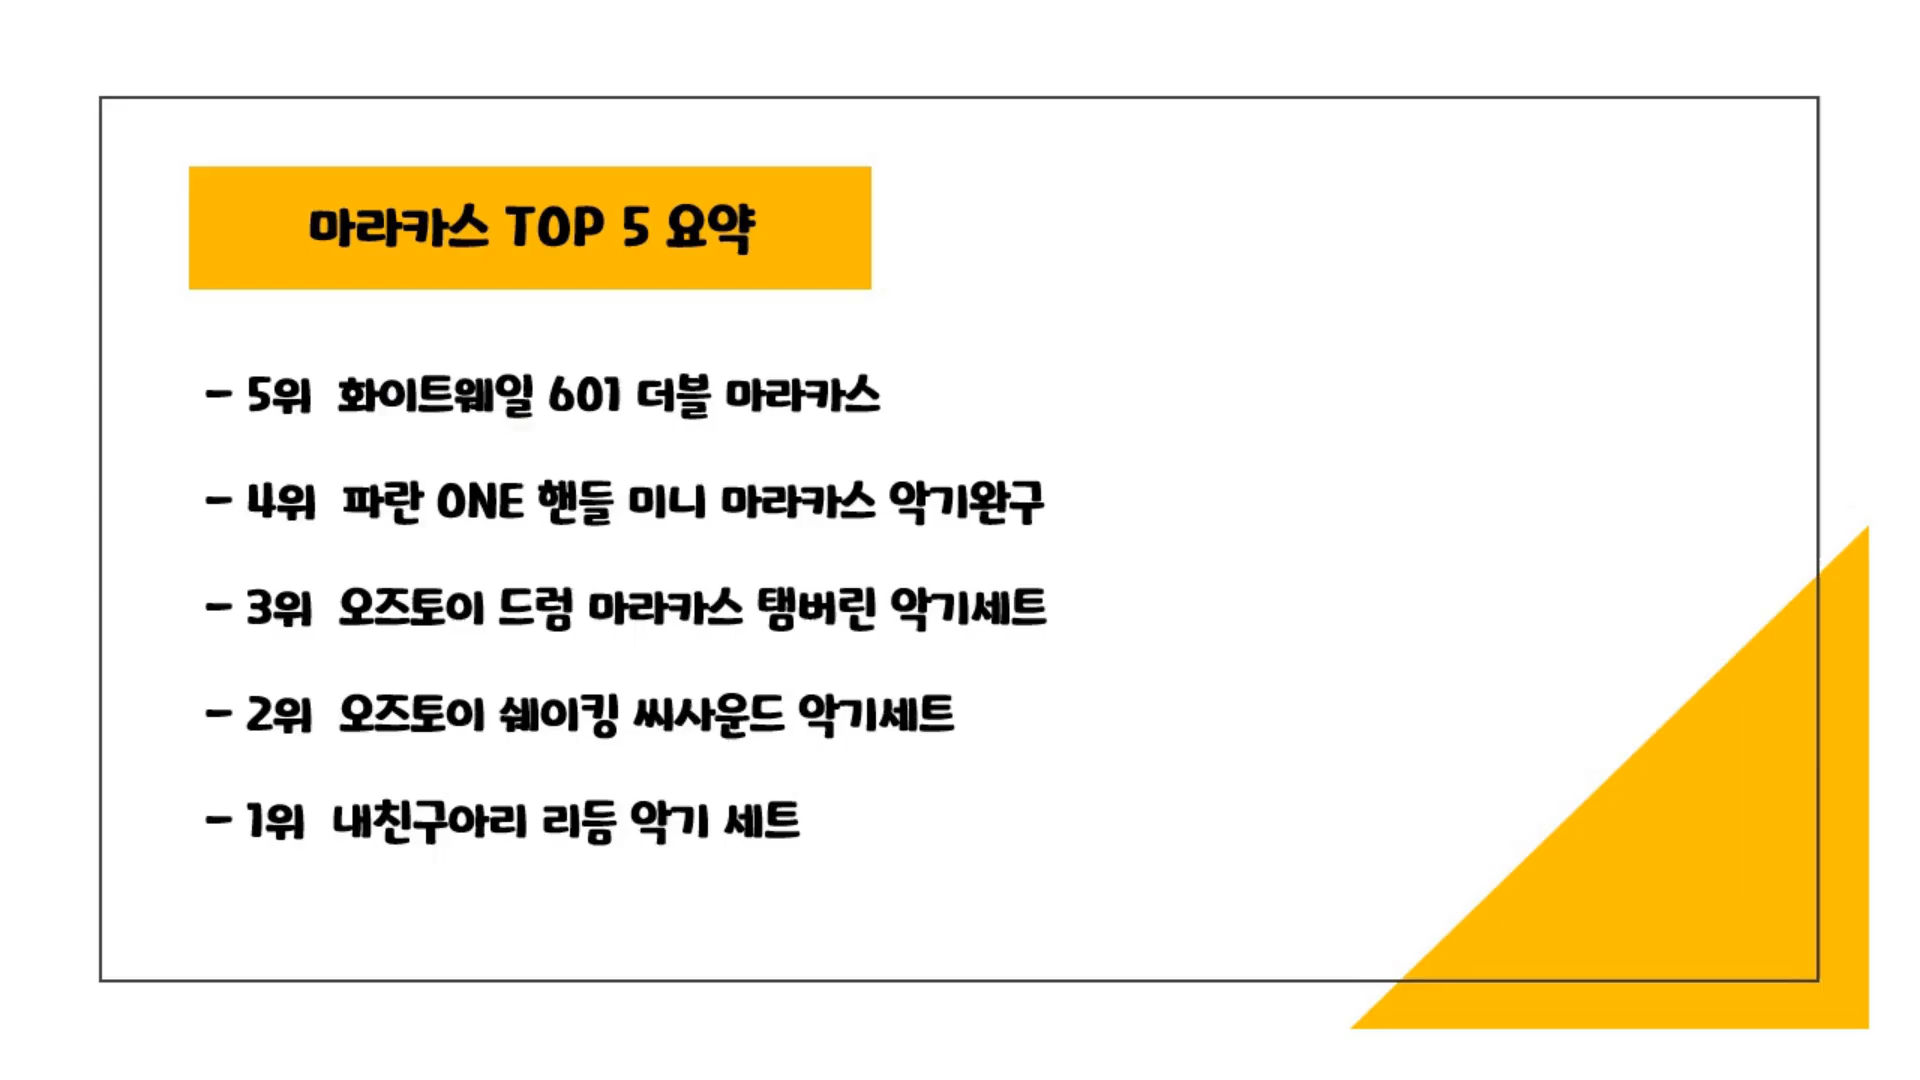 마라카스 TOP 5 요약
- 5위 화이트웨일 601 더블 마라카스
- 4위 파란 ONE 핸들 미니 마라카스 악기완구
- 3위 오즈토이 드럼 마라카스 탬버린 악기세트
- 2위 오즈토이 쉐이킹 씨사운드 악기세트
- 1위 내친구아리 리듬 악기 세트